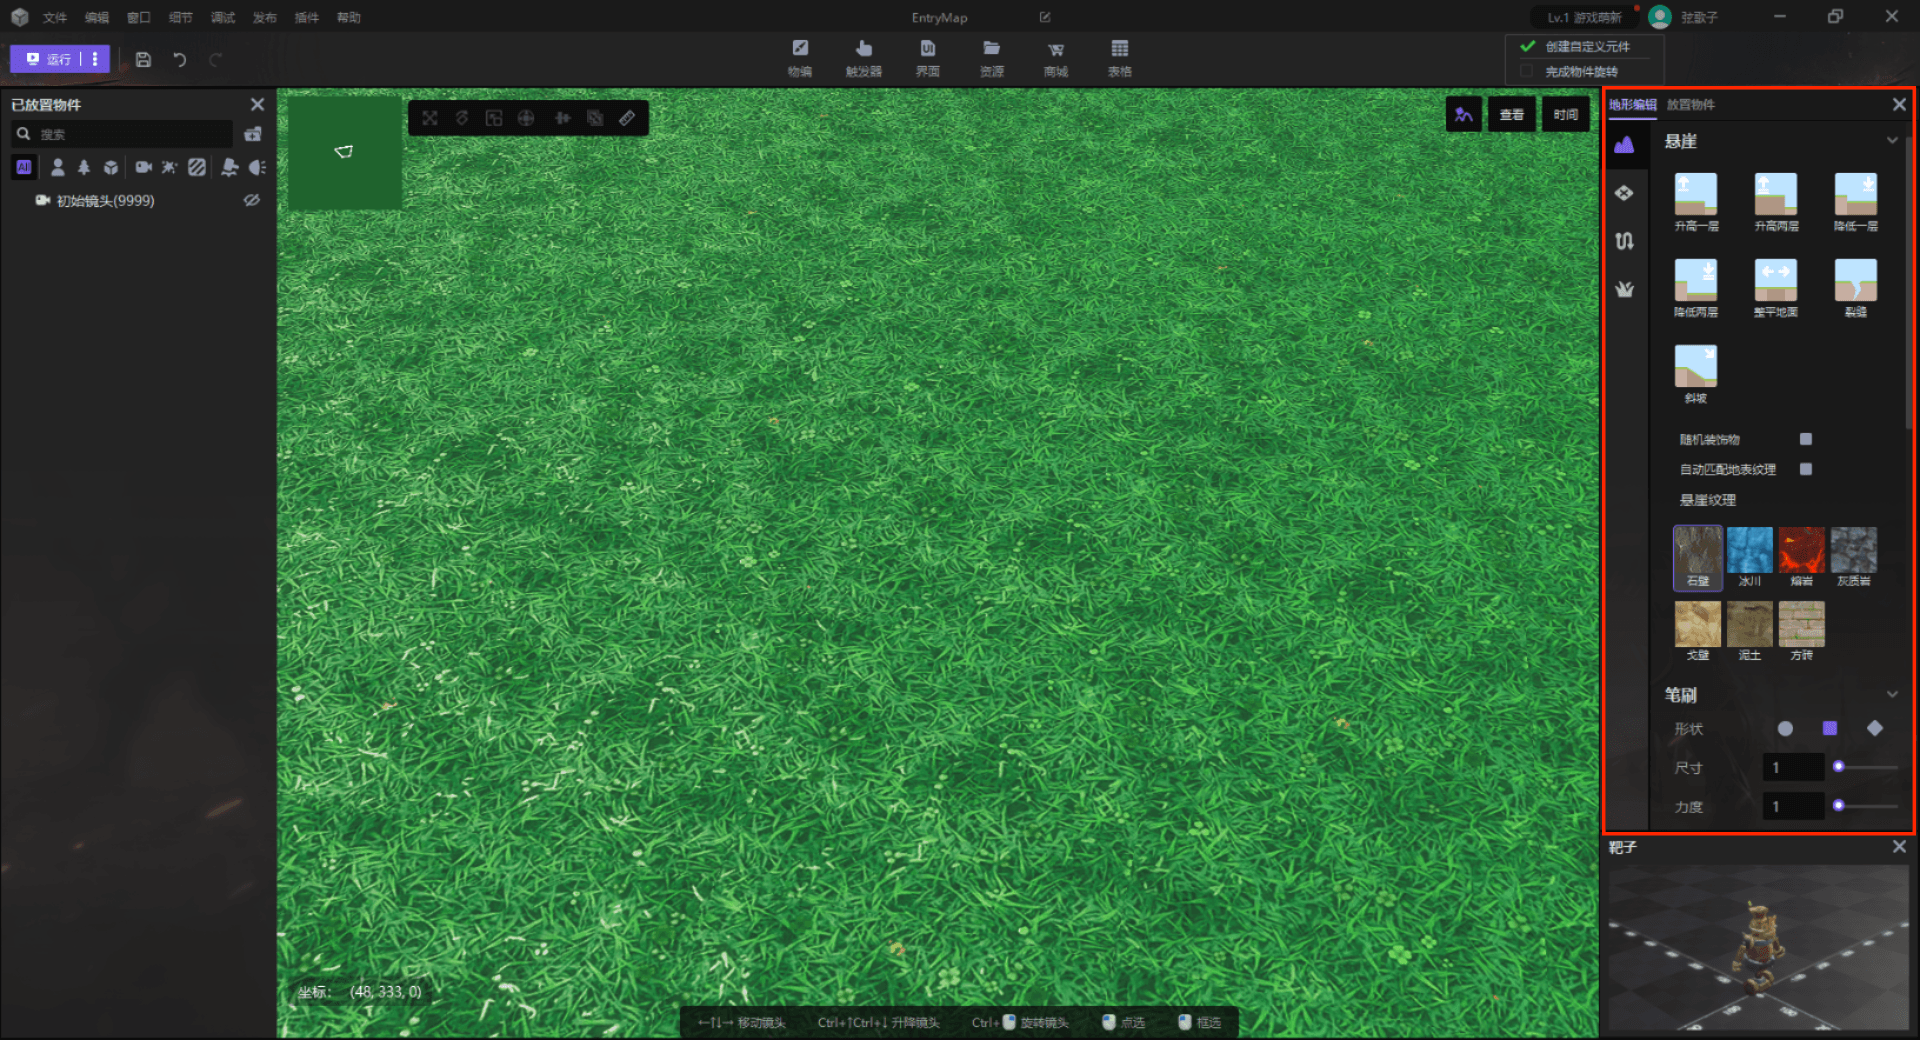 文件 编辑 窗口 细节 调试 发布 插件 帮助
EntryMap
Lv.1 游戏萌新
弦歌子
运行
物编 触发器 界面 资源 商城 表格
创建自定义元件
完成物件旋转
已放置物件
搜索
All
初始镜头(9999)
查看 时间
坐标： (48, 333, 0)
←↑↓→ 移动镜头 Ctrl+↑Ctrl+↓ 升降镜头 Ctrl+ 旋转镜头 点选 框选
地形编辑 放置物件
悬崖
升高一层 升高两层 降低一层
降低两层 整平地面 裂缝
斜坡
随机装饰物
自动匹配地表纹理
悬崖纹理
石壁 冰川 熔岩 灰质岩
戈壁 泥土 方砖
笔刷
形状
尺寸 1
力度 1
靶子